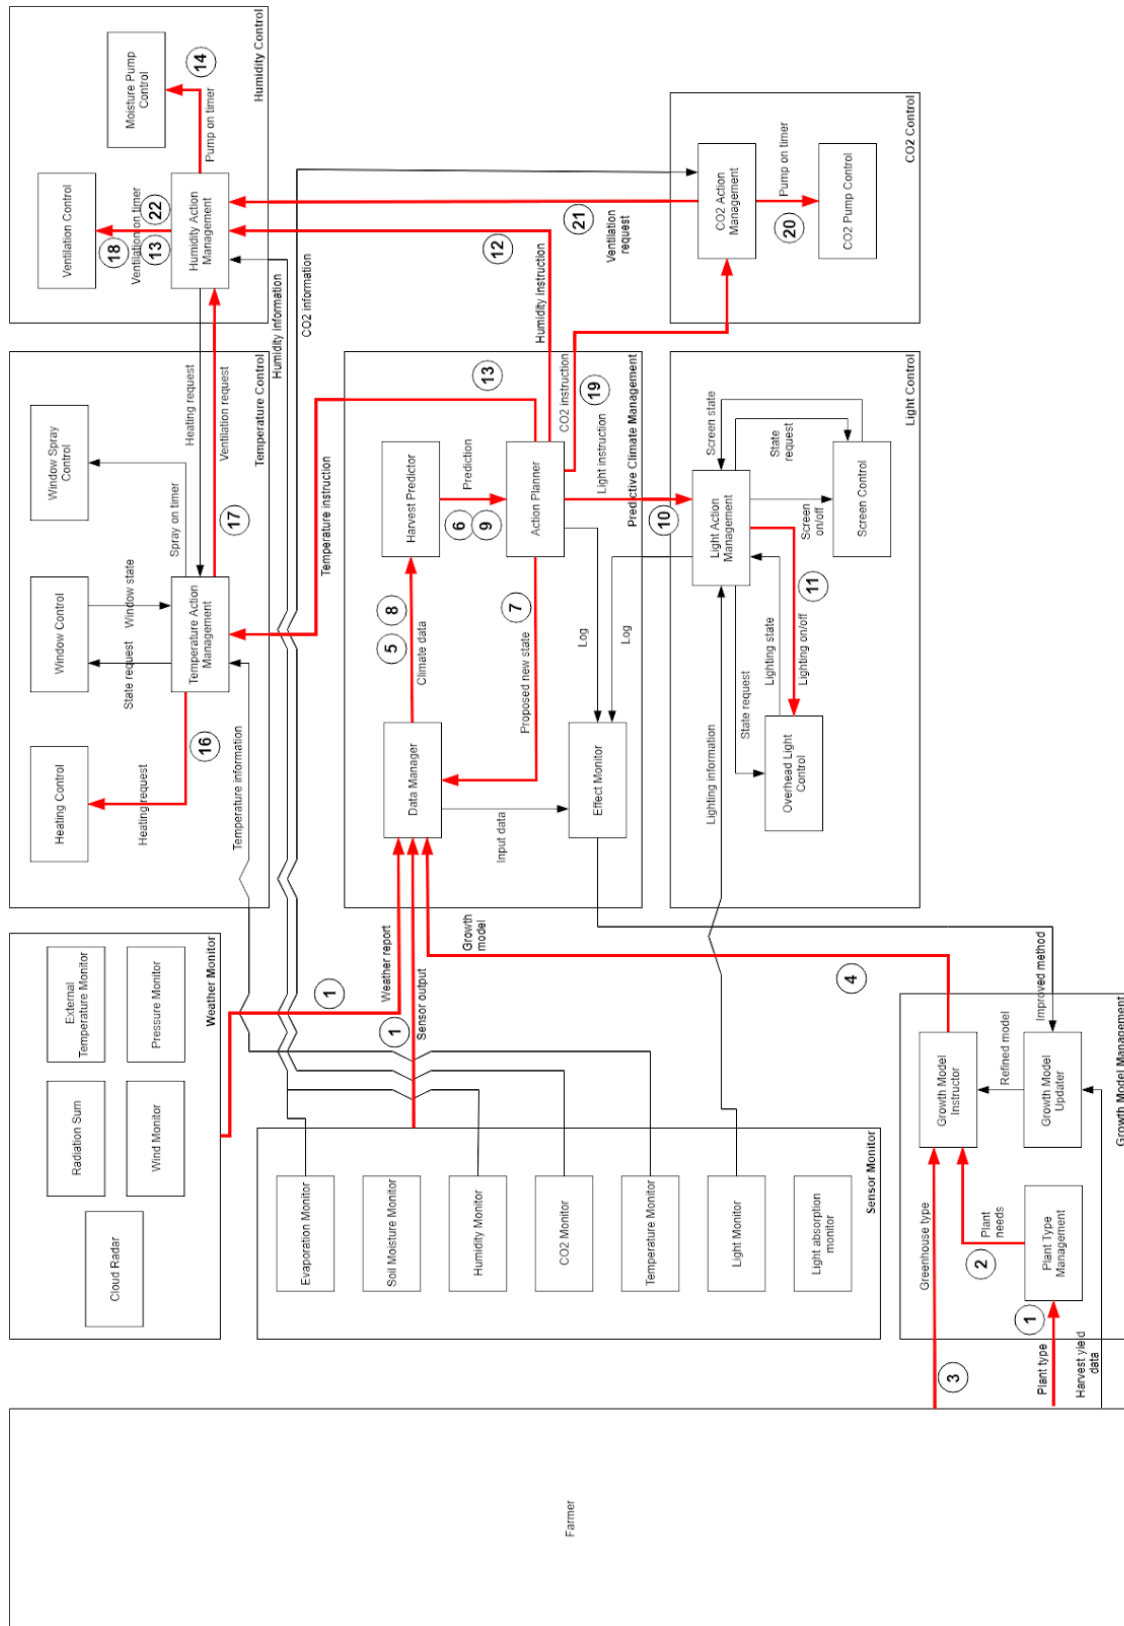 Farmer
Cloud Radar
Radiation Sum
External
Temperature Monitor
Wind Monitor
Pressure Monitor
Weather Monitor
Heating Control
Window Control
Window Spray
Control
State request
Window state
Spray on timer
Heating request
16
Temperature Action
Management
Heating request
Ventilation request
17
Temperature information
Temperature Control
Ventilation Control
Moisture Pump
Control
18
13
22
Ventilation on timer
Pump on timer
14
Humidity Action
Management
Humidity Control
Humidity information
CO2 information
Temperature instruction
1
Weather report
1
Sensor output
Growth
model
Evaporation Monitor
Soil Moisture Monitor
Humidity Monitor
CO2 Monitor
Temperature Monitor
Light Monitor
Light absorption
monitor
Sensor Monitor
Data Manager
5
8
Climate data
Harvest Predictor
6
9
Prediction
Action Planner
7
Proposed new state
Input data
Effect Monitor
Log
Log
13
Predictive Climate Management
12
Humidity instruction
CO2 instruction
19
Light instruction
10
21
Ventilation
request
CO2 Action
Management
Pump on timer
20
CO2 Pump Control
CO2 Control
Lighting information
Light Action
Management
Screen state
State
request
Screen
on/off
Screen Control
State request
Lighting state
Lighting on/off
11
Overhead Light
Control
Light Control
4
Improved method
Greenhouse type
3
Growth Model
Instructor
Plant
needs
2
Refined model
Plant Type
Management
Growth Model
Updater
1
Plant type
Harvest yield
data
Growth Model Management